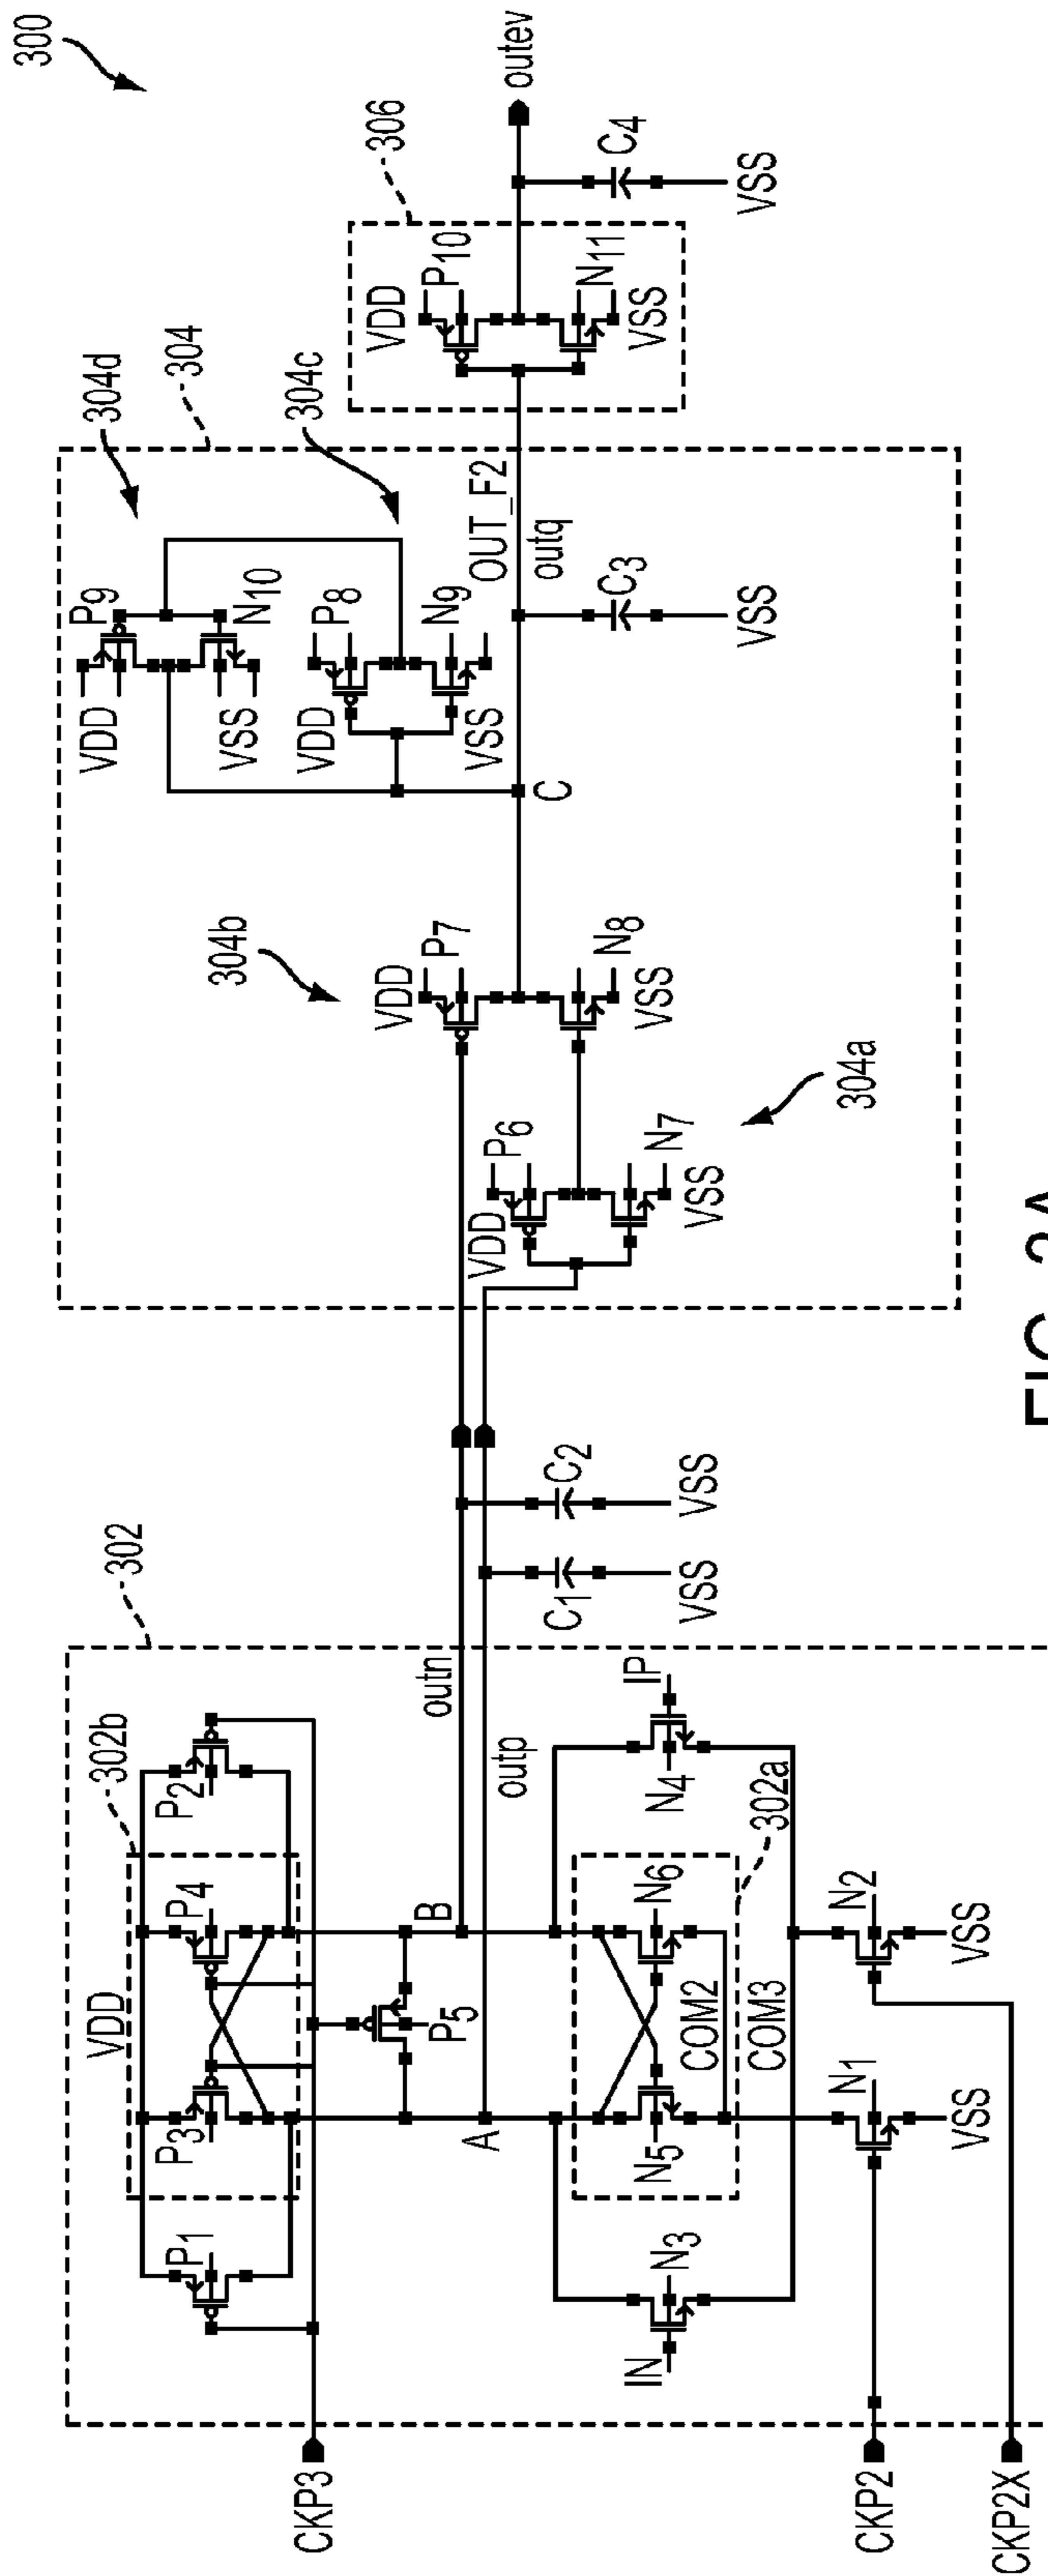 300
302
302b
VDD
P1
P3
P4
P2
CKP3
P5
A
B
outn
outp
IN
N3
N5
N6
N4
IP
COM2
COM3
302a
N1
N2
VSS
VSS
CKP2
CKP2X
C1
C2
VSS
VSS
304
304a
VDD
P6
N7
VSS
304b
VDD
P7
N8
VSS
304d
VDD
P9
VSS
N10
304c
VDD
P8
VSS
N9
C
OUT_F2
outq
C3
VSS
306
VDD
P10
N11
VSS
outev
C4
VSS